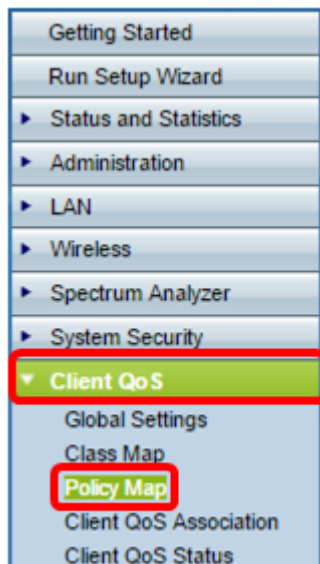 Getting Started
Run Setup Wizard
Status and Statistics
Administration
LAN
Wireless
Spectrum Analyzer
System Security
Client QoS
Global Settings
Class Map
Policy Map
Client QoS Association
Client QoS Status